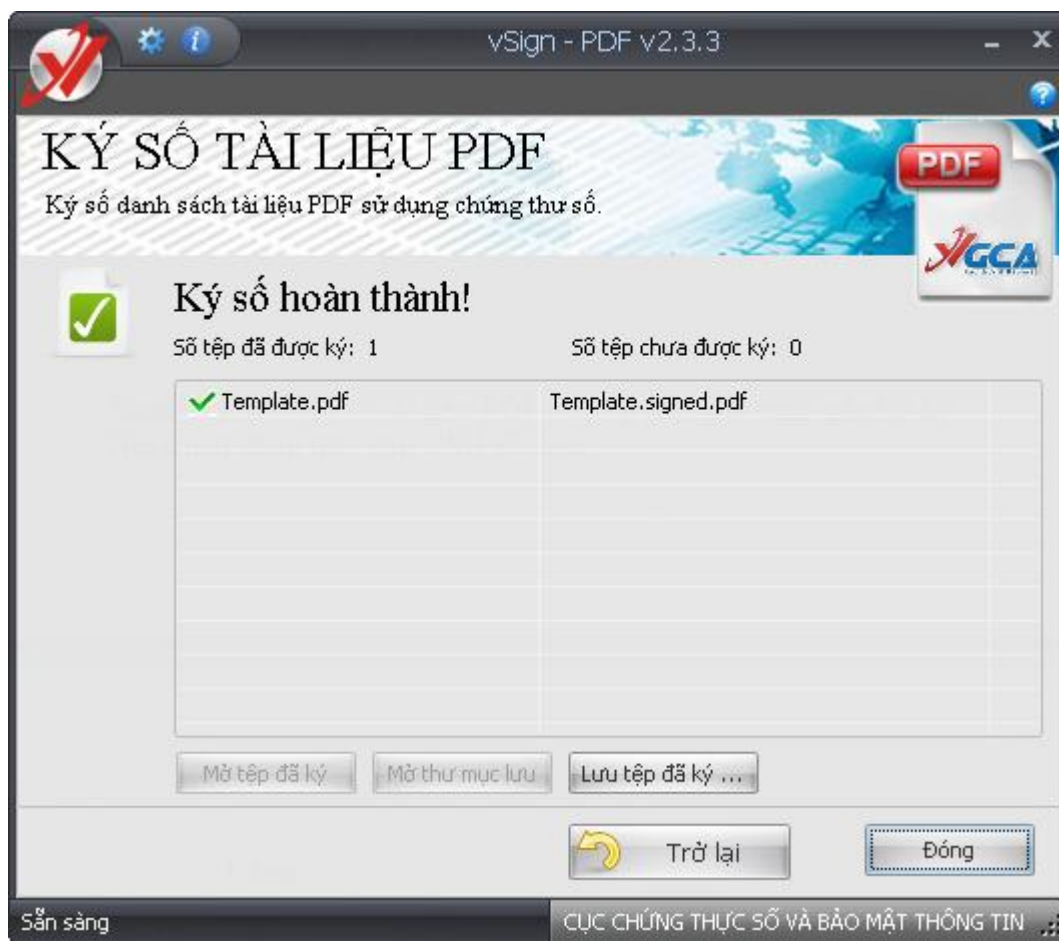 vSign - PDF v2.3.3
KÝ SỐ TÀI LIỆU PDF
Ký số danh sách tài liệu PDF sử dụng chứng thư số.
PDF
VGCA
Ký số hoàn thành!
Số tệp đã được ký: 1 Số tệp chưa được ký: 0
Template.pdf Template.signed.pdf
Mở tệp đã ký Mở thư mục lưu Lưu tệp đã ký ...
Trở lại Đóng
Sẵn sàng CỤC CHỨNG THỰC SỐ VÀ BẢO MẬT THÔNG TIN